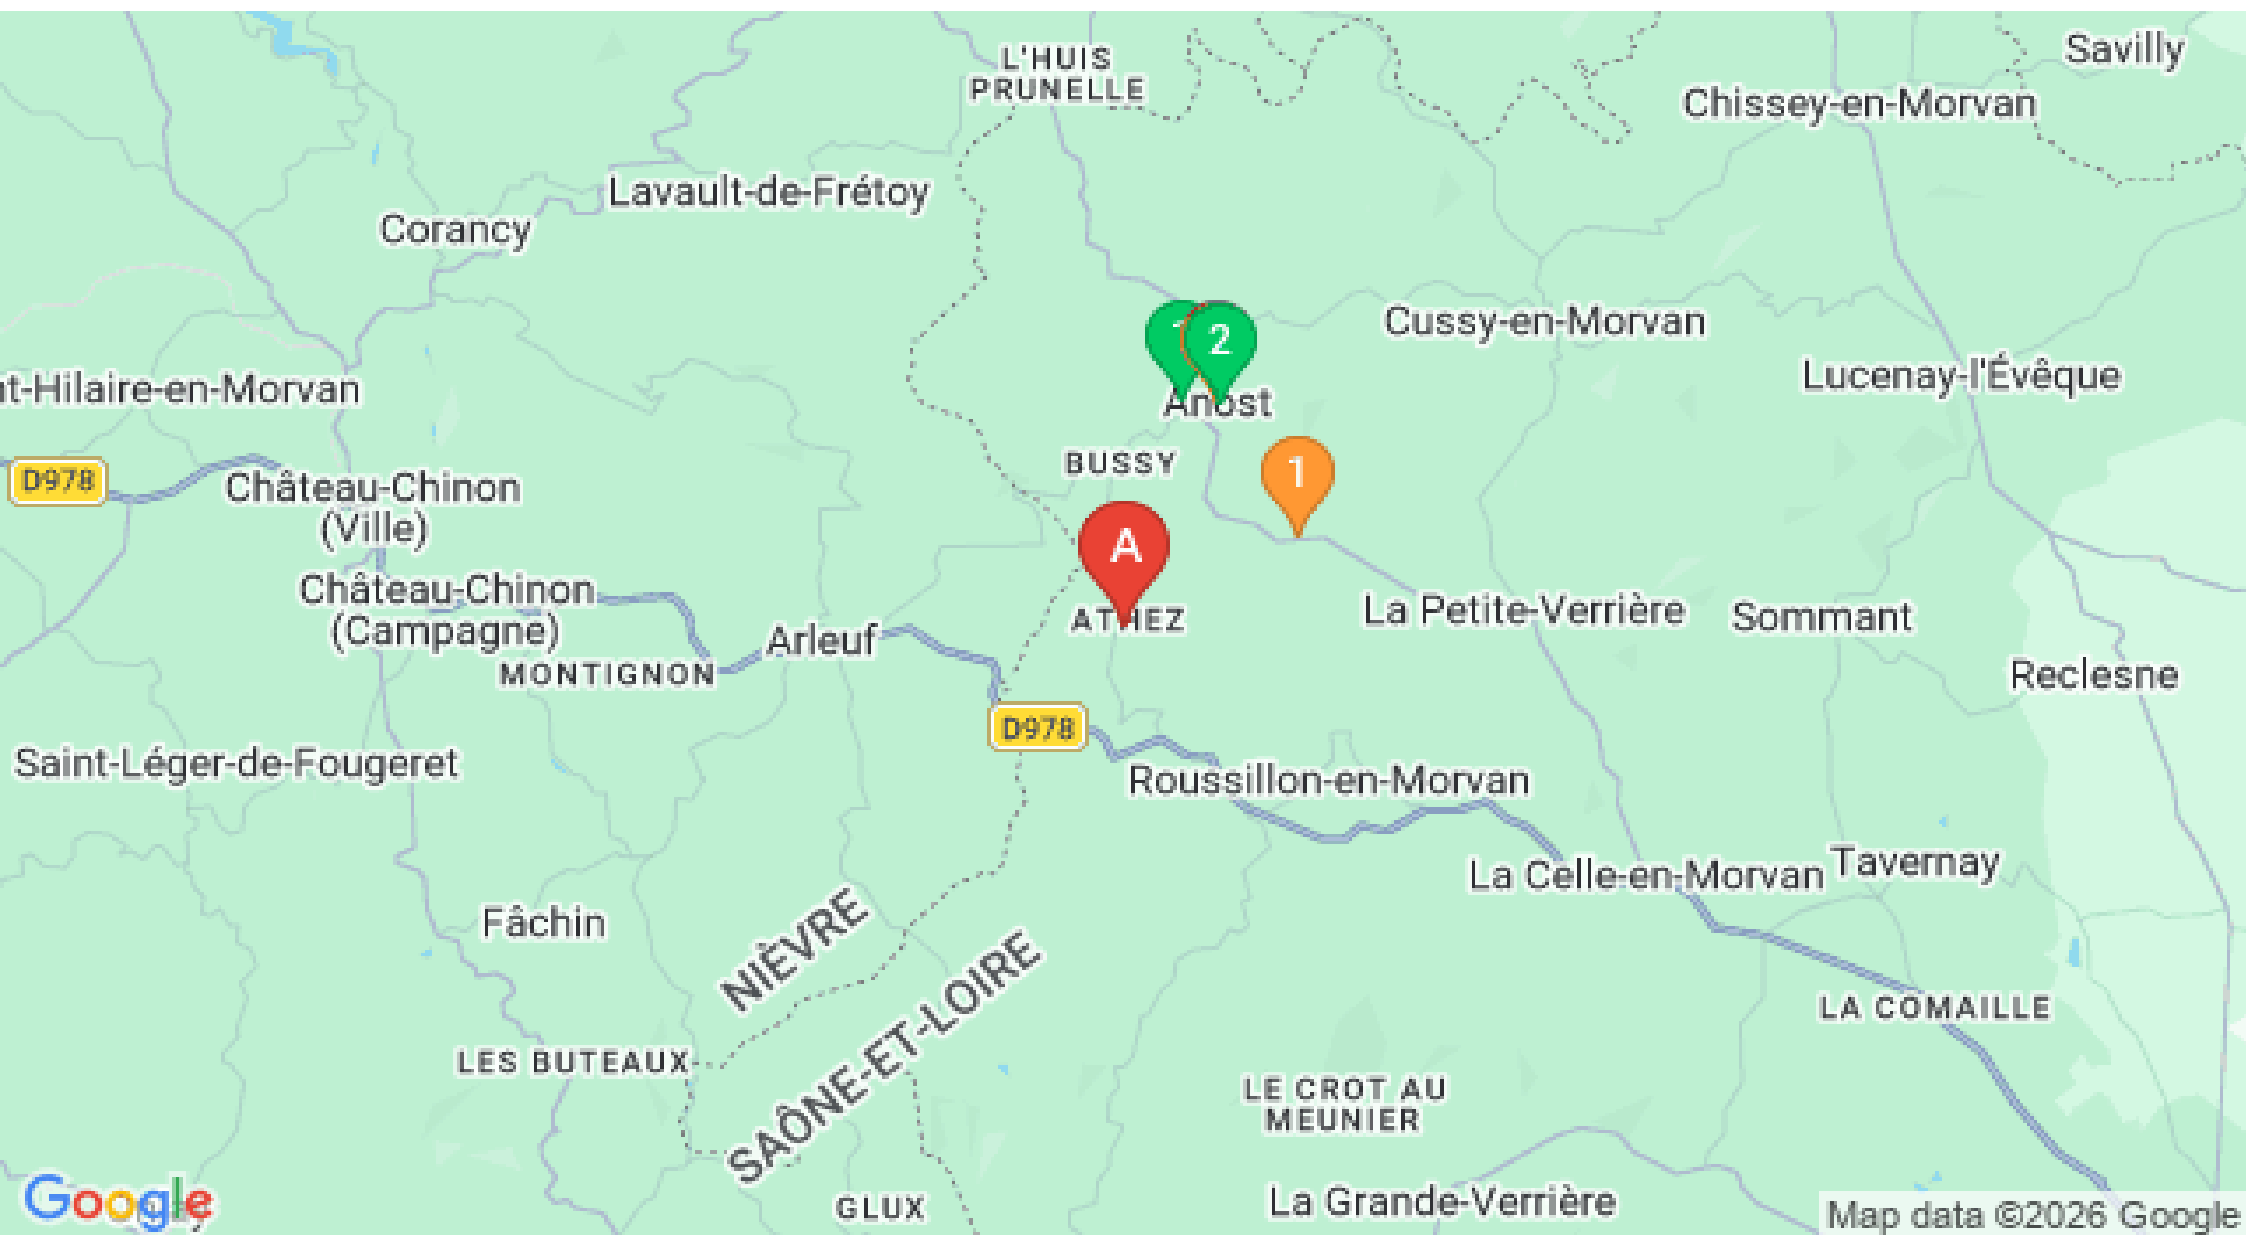 Savilly
L'HUIS
PRUNELLE
Chissey-en-Morvan
Lavault-de-Frétoy
Corancy
Cussy-en-Morvan
2
Anost
Lucenay-l'Évêque
nt-Hilaire-en-Morvan
BUSSY
1
D978
Château-Chinon
(Ville)
A
Château-Chinon
(Campagne)
ATHEZ
La Petite-Verrière
Sommant
Arleuf
MONTIGNON
Reclesne
D978
Saint-Léger-de-Fougeret
Roussillon-en-Morvan
La Celle-en-Morvan
Tavernay
Fâchin
NIÈVRE
SAÔNE-ET-LOIRE
LA COMAILLE
LES BUTEAUX
LE CROT AU
MEUNIER
Google
GLUX
La Grande-Verrière
Map data ©2026 Google